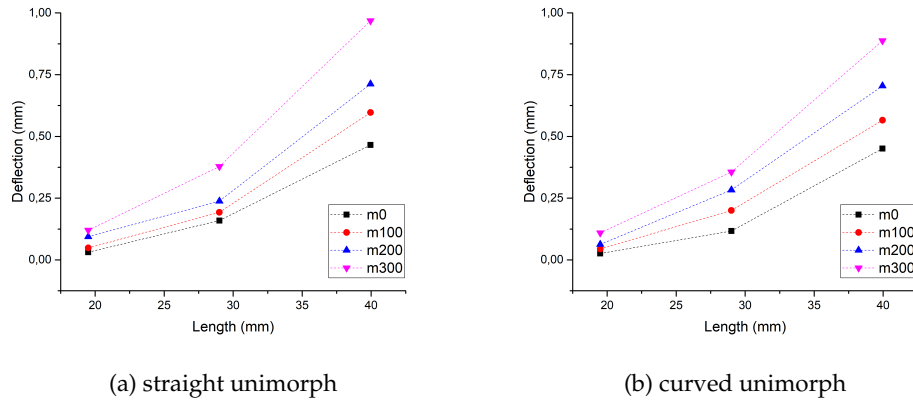 1,00
0,75
0,50
0,25
0,00
Deflection (mm)
20 25 30 35 40
Length (mm)
m0
m100
m200
m300
(a) straight unimorph
1,00
0,75
0,50
0,25
0,00
Deflection (mm)
20 25 30 35 40
Length (mm)
m0
m100
m200
m300
(b) curved unimorph